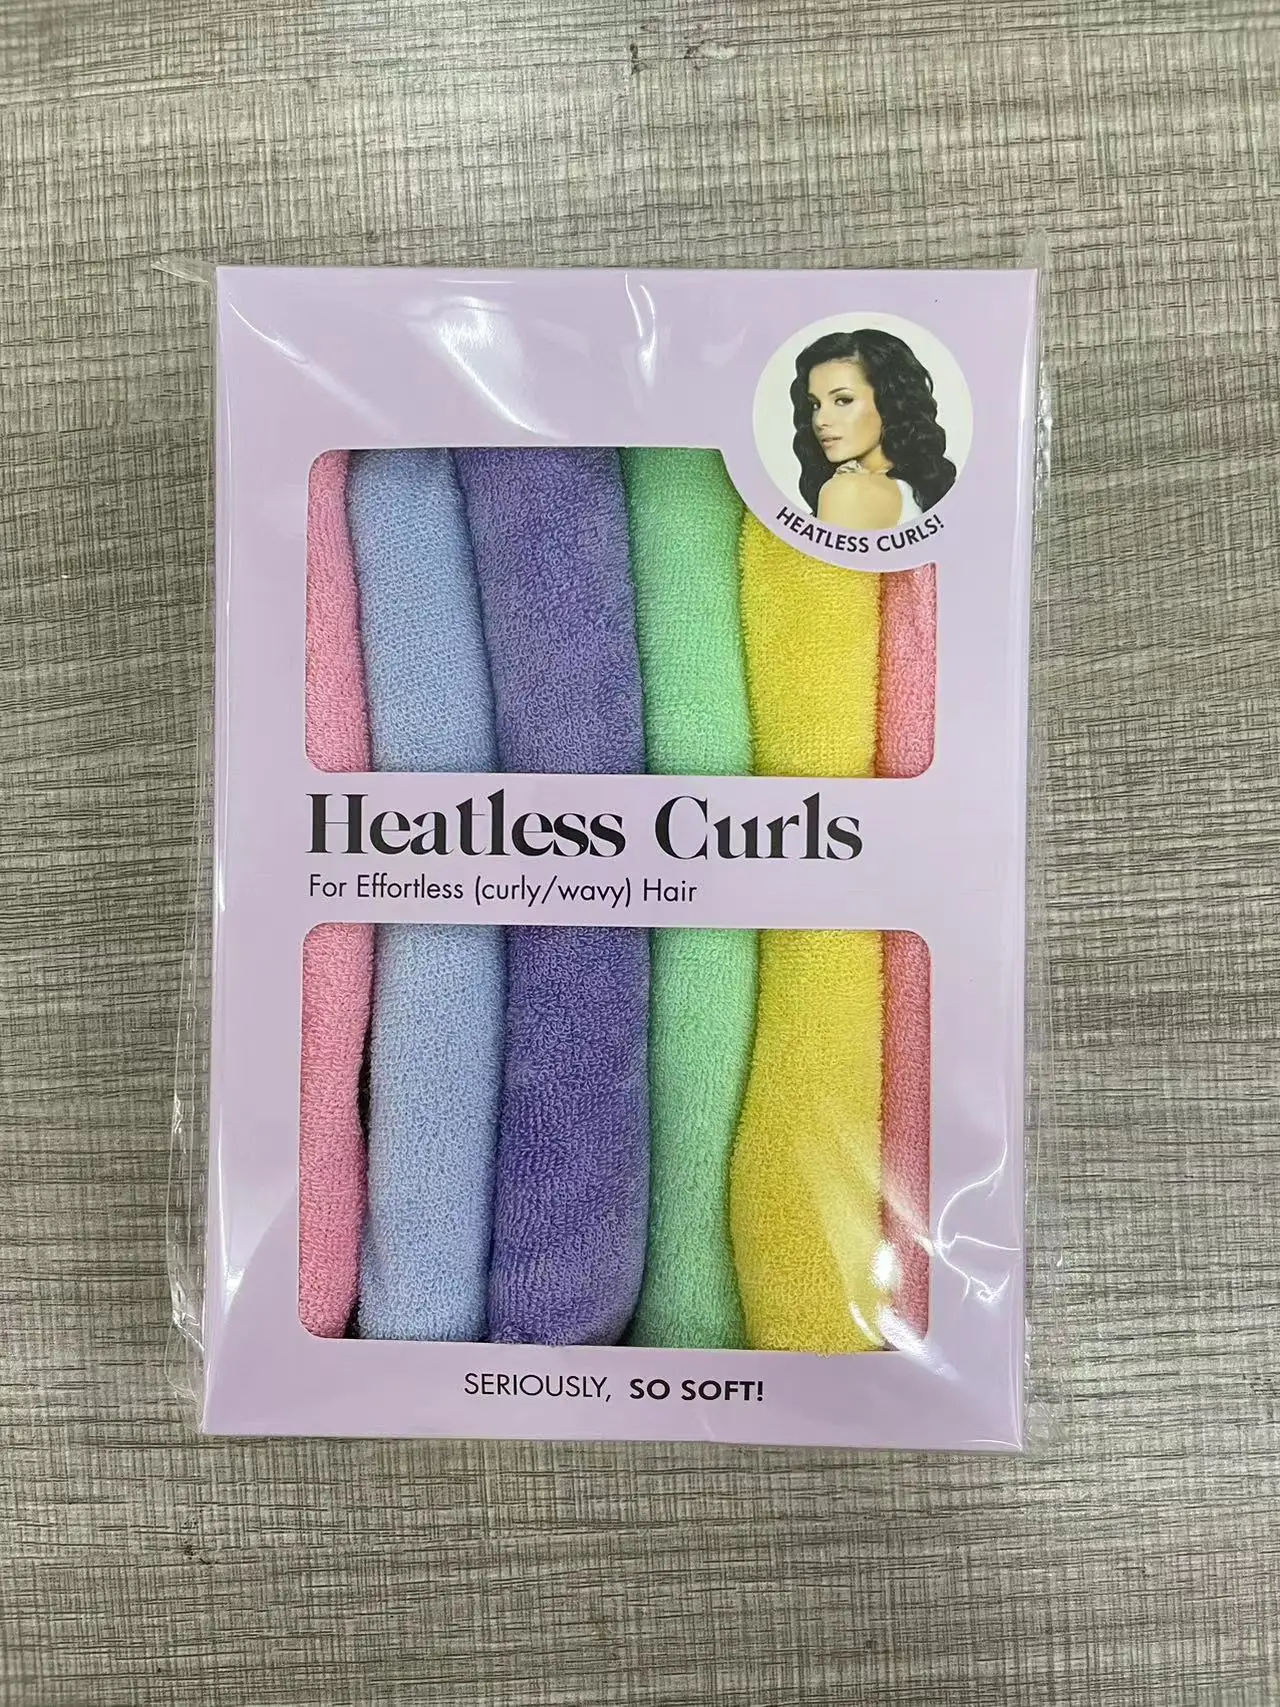 HEATLESS CURLS!
Heatless Curls
For Effortless (curly/wavy) Hair
SERIOUSLY, SO SOFT!